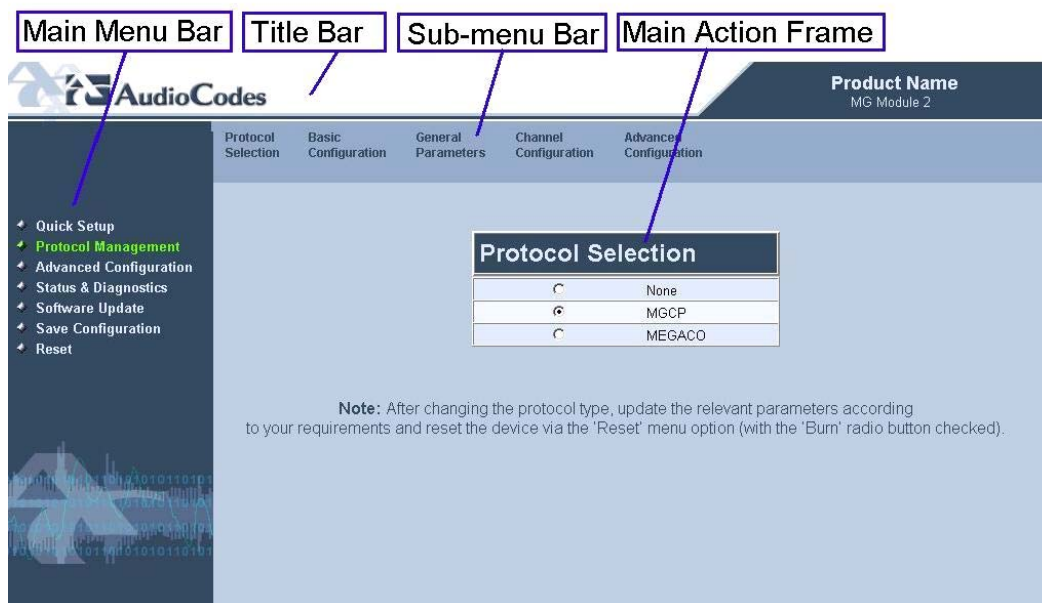 Main Menu Bar
Title Bar
Sub-menu Bar
Main Action Frame
AudioCodes
Product Name
MG Module 2
Protocol Selection
Basic Configuration
General Parameters
Channel Configuration
Advanced Configuration
Quick Setup
Protocol Management
Advanced Configuration
Status & Diagnostics
Software Update
Save Configuration
Reset
Protocol Selection
None
MGCP
MEGACO
Note: After changing the protocol type, update the relevant parameters according
to your requirements and reset the device via the 'Reset' menu option (with the 'Burn' radio button checked).